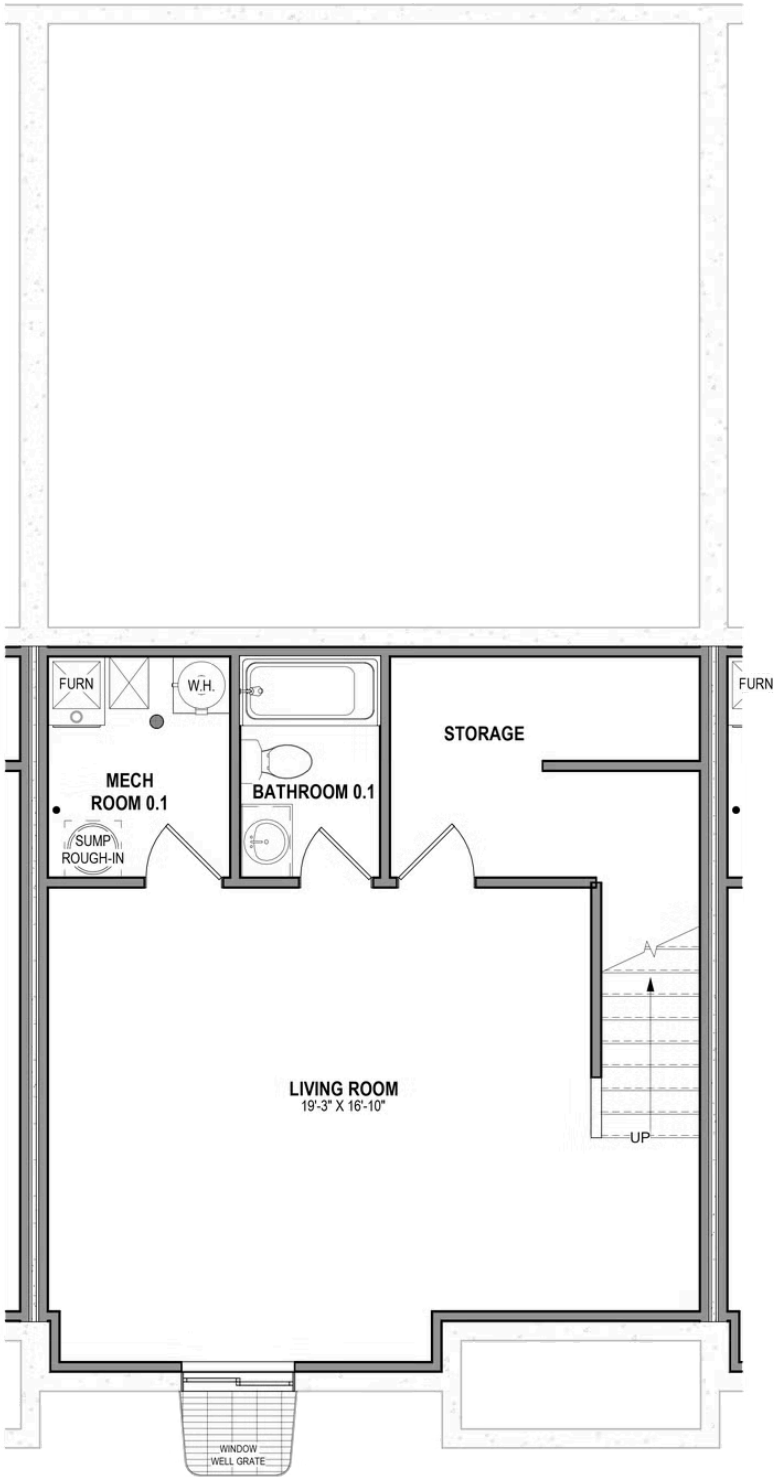 FURN
W.H.
FURN
STORAGE
MECH
ROOM 0.1
BATHROOM 0.1
SUMP
ROUGH-IN
LIVING ROOM
19'-3" X 16'-10"
UP
WINDOW
WELL GRATE